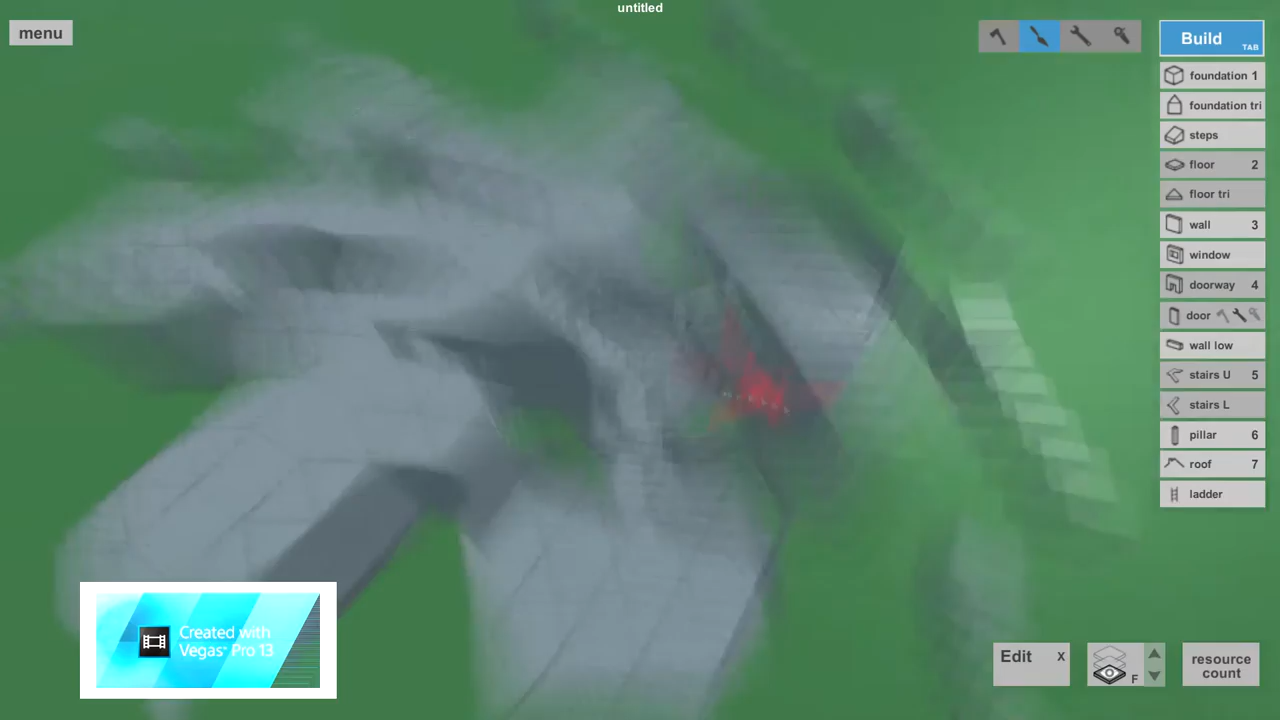 untitled
menu
Build
TAB
foundation 1
foundation tri
steps
floor 2
floor tri
wall 3
window
doorway 4
door
wall low
stairs U 5
stairs L
pillar 6
roof 7
ladder
Created with
Vegas™ Pro 13
Edit X
F
resource
count